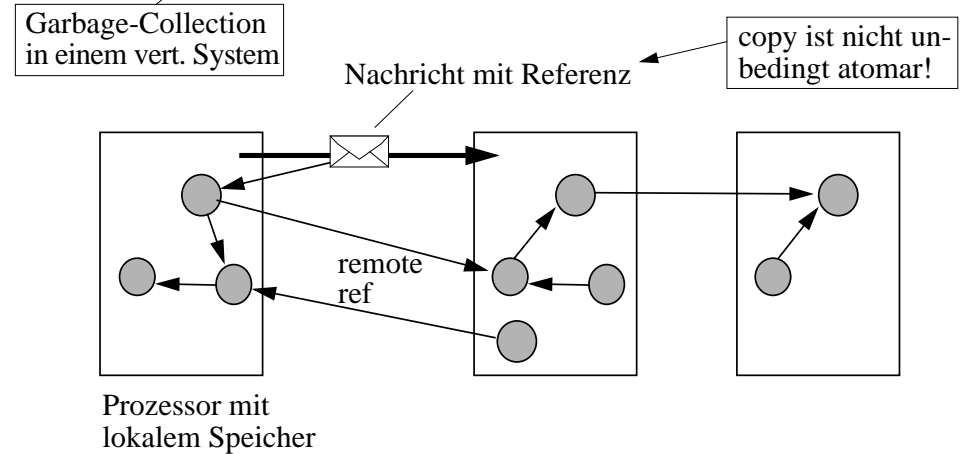 Garbage-Collection
in einem vert. System
copy ist nicht un-
bedingt atomar!
Nachricht mit Referenz
remote
ref
Prozessor mit
lokalem Speicher